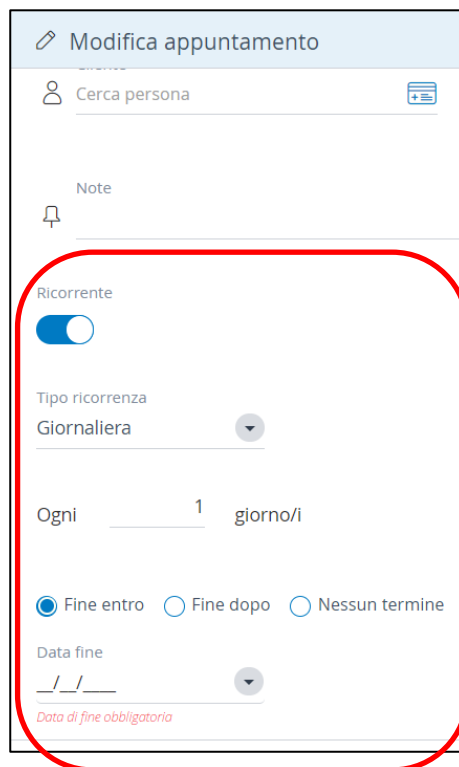 Modifica appuntamento
Cliente
Cerca persona
Note
Ricorrente
Tipo ricorrenza
Giornaliera
Ogni 1 giorno/i
Fine entro Fine dopo Nessun termine
Data fine
__/__/____
Data di fine obbligatoria